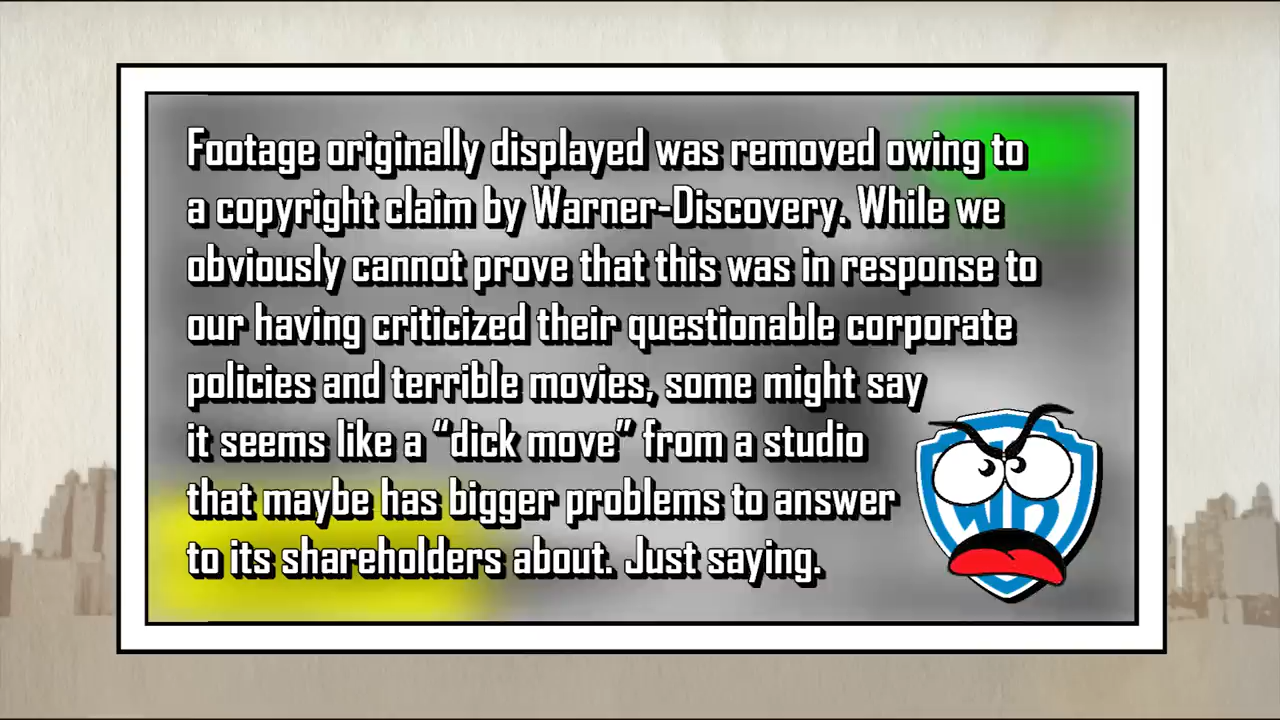 Footage originally displayed was removed owing to
a copyright claim by Warner-Discovery. While we
obviously cannot prove that this was in response to
our having criticized their questionable corporate
policies and terrible movies, some might say
it seems like a “dick move” from a studio
that maybe has bigger problems to answer
to its shareholders about. Just saying.